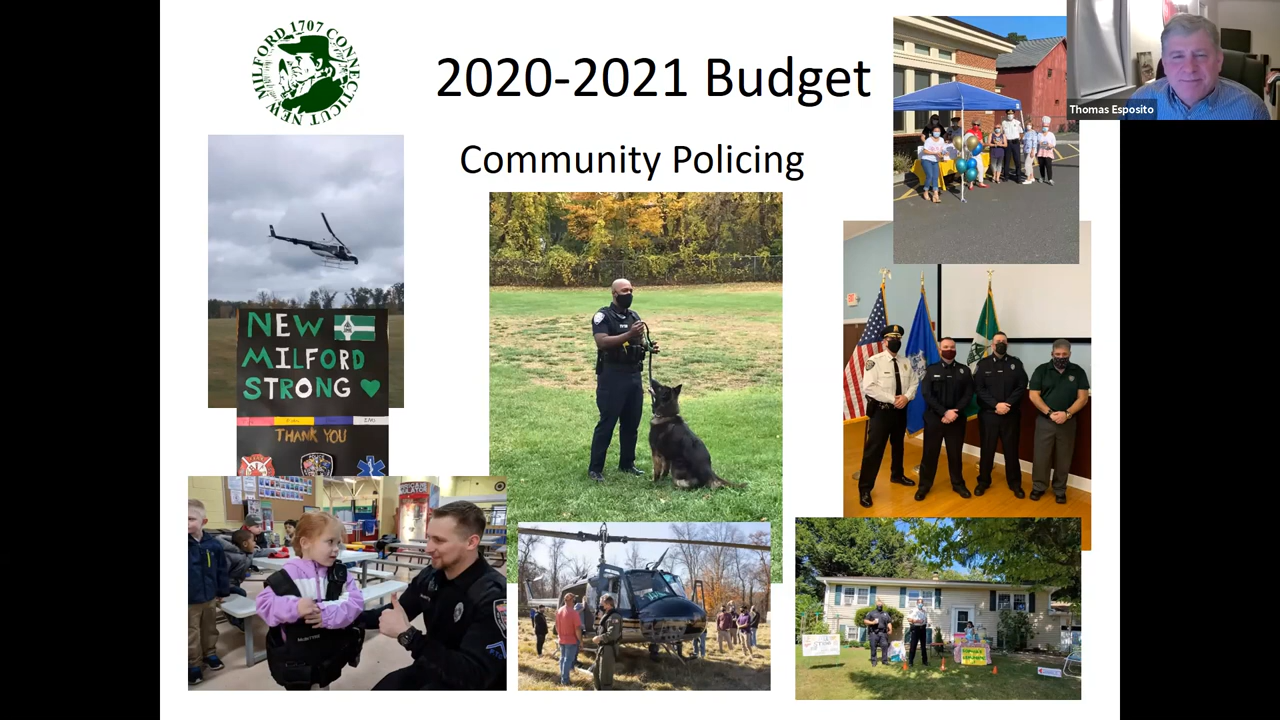 NEW MILFORD 1707 CONNECTICUT
2020-2021 Budget
Thomas Esposito
Community Policing
NEW
MILFORD
STRONG
THANK YOU